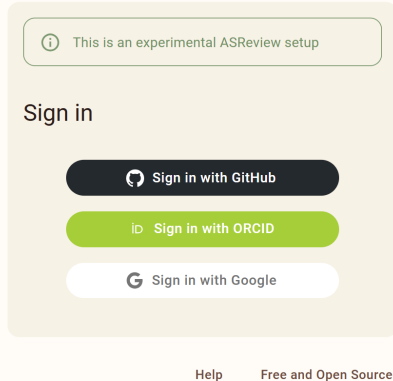 This is an experimental ASReview setup
Sign in
Sign in with GitHub
iD Sign in with ORCID
G Sign in with Google
Help Free and Open Source